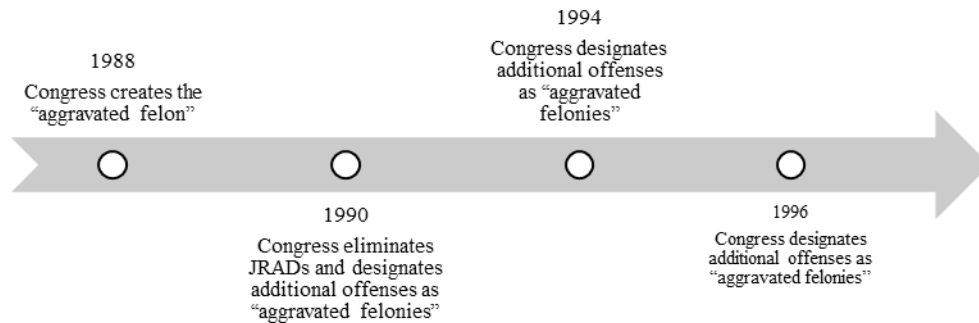 1988
Congress creates the
“aggravated felon”
1990
Congress eliminates
JRADs and designates
additional offenses as
“aggravated felonies”
1994
Congress designates
additional offenses
as “aggravated
felonies”
1996
Congress designates
additional offenses as
“aggravated felonies”